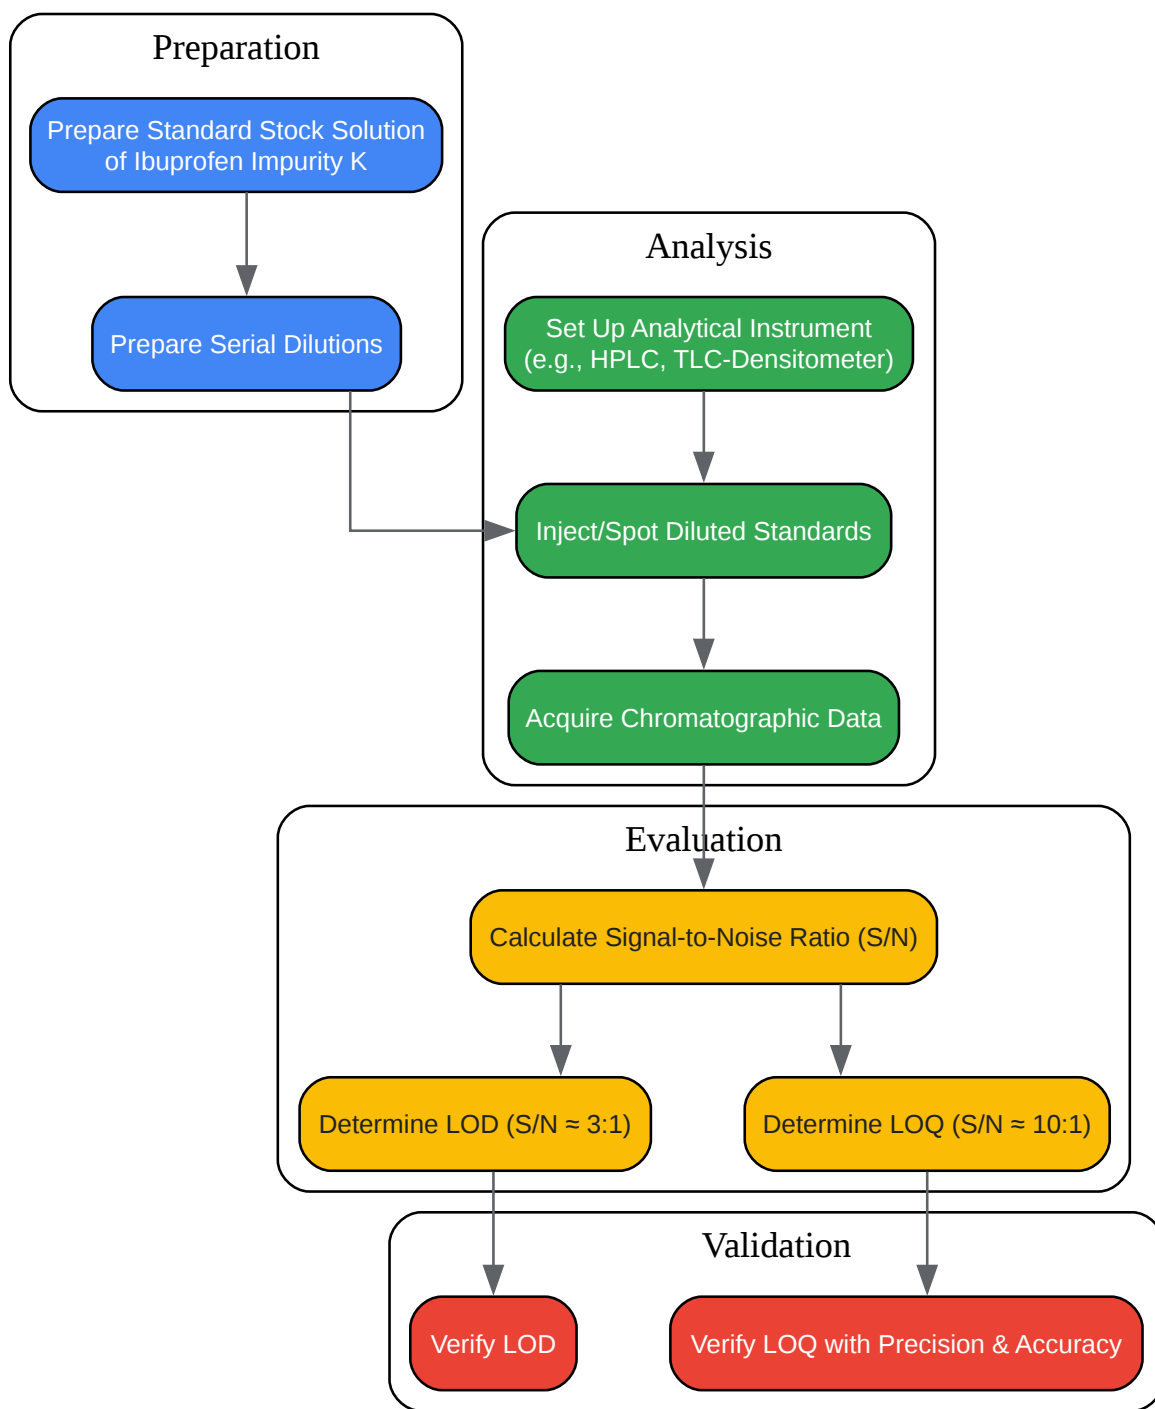 Preparation
Prepare Standard Stock Solution
of Ibuprofen Impurity K
Prepare Serial Dilutions
Analysis
Set Up Analytical Instrument
(e.g., HPLC, TLC-Densitometer)
Inject/Spot Diluted Standards
Acquire Chromatographic Data
Evaluation
Calculate Signal-to-Noise Ratio (S/N)
Determine LOD (S/N ≈ 3:1)
Determine LOQ (S/N ≈ 10:1)
Validation
Verify LOD
Verify LOQ with Precision & Accuracy